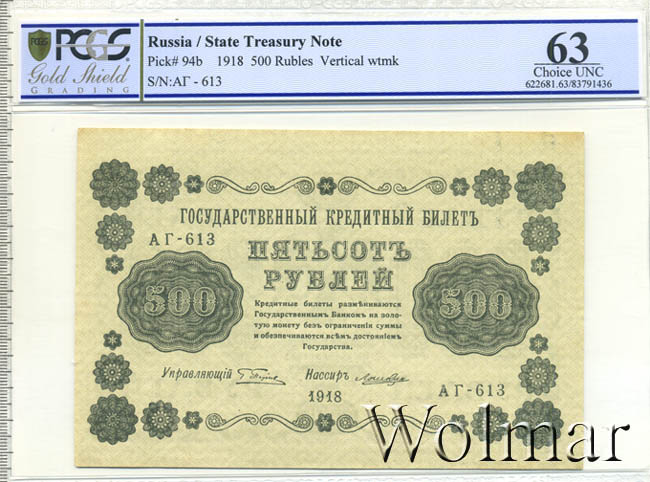 PCGS
Gold Shield
GRADING
Russia / State Treasury Note
Pick# 94b 1918 500 Rubles Vertical wtmk
S/N:АГ - 613
63
Choice UNC
622681.63/83791436
ГОСУДАРСТВЕННЫЙ КРЕДИТНЫЙ БИЛЕТЪ
АГ-613
ПЯТЬСОТЪ
РУБЛЕЙ
500
500
Кредитные билеты размѣниваются
Государственнымъ Банкомъ на золо-
тую монету безъ ограниченія суммы
и обезпечиваются всѣмъ достояніемъ
Государства.
Управляющій
Кассиръ
1918
АГ-613
Wolmar